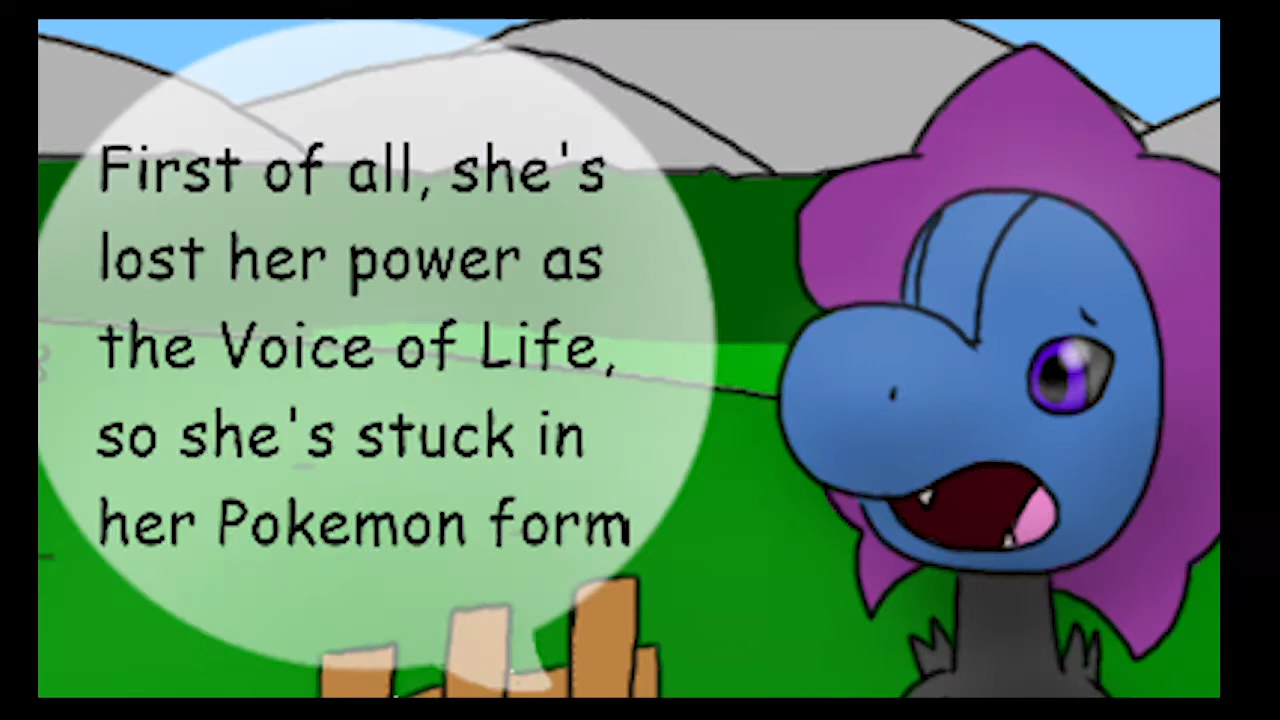 First of all, she's
lost her power as
the Voice of Life,
so she's stuck in
her Pokemon form